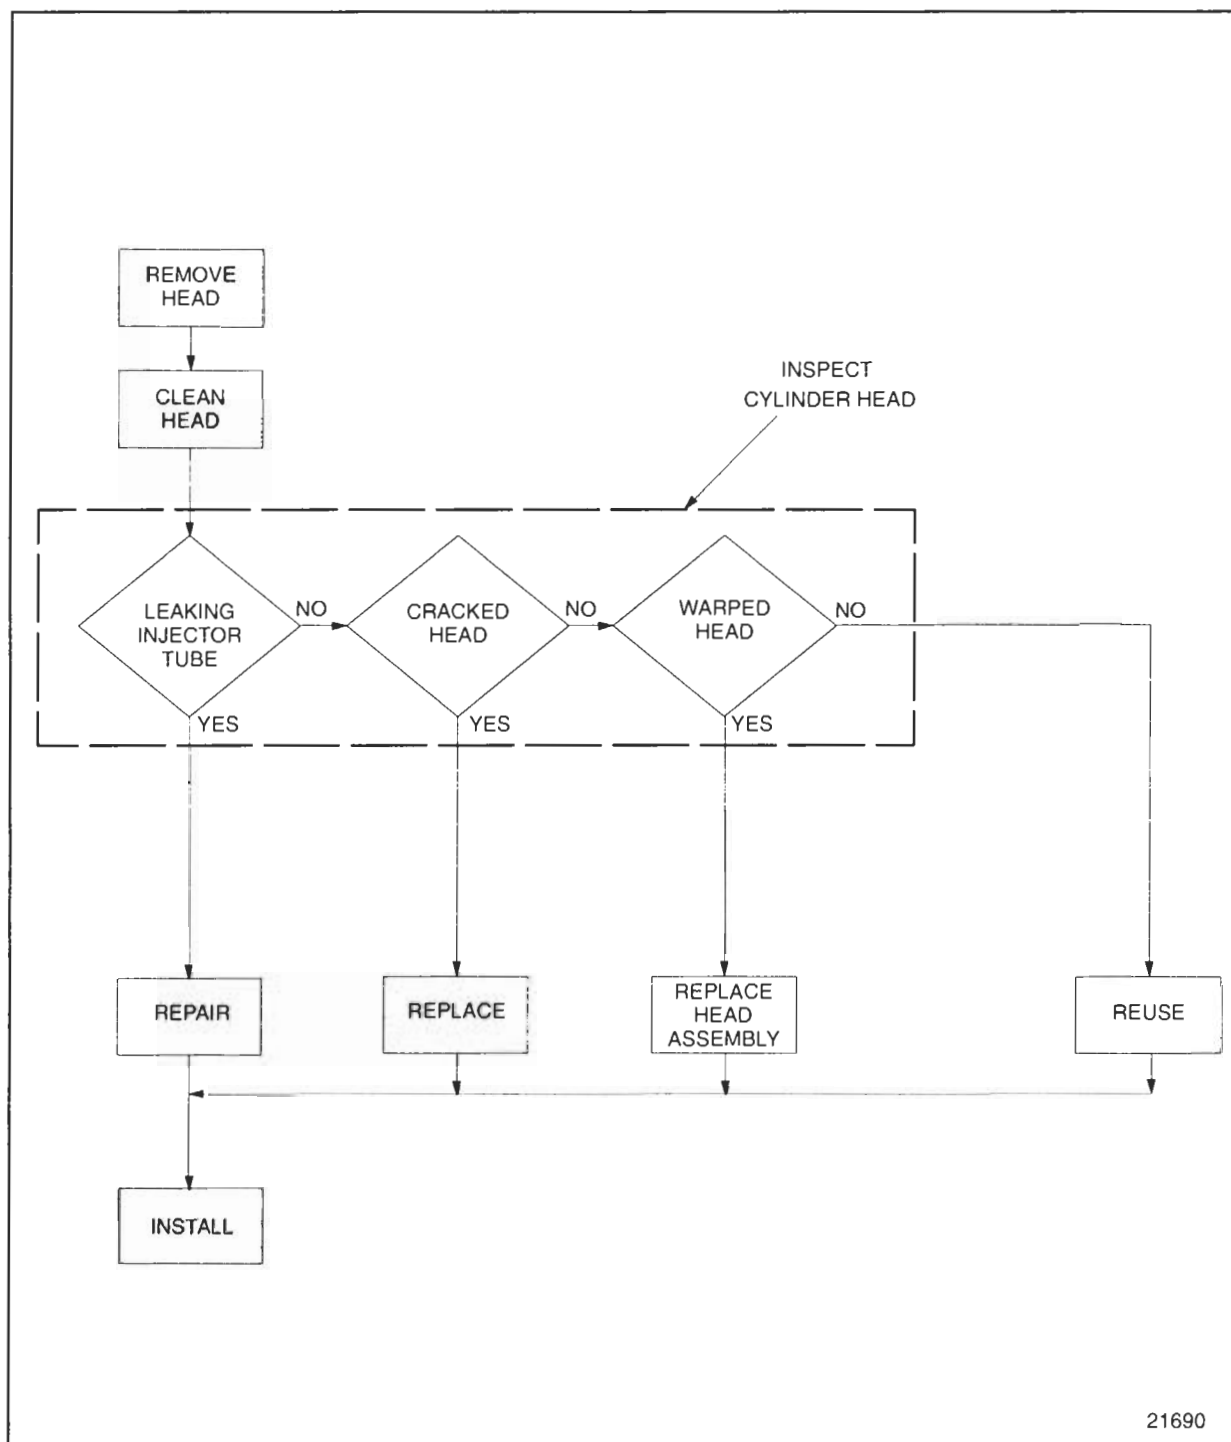 REMOVE
HEAD
CLEAN
HEAD
INSPECT
CYLINDER HEAD
LEAKING
INJECTOR
TUBE
NO
YES
CRACKED
HEAD
NO
YES
WARPED
HEAD
NO
YES
REPAIR
REPLACE
REPLACE
HEAD
ASSEMBLY
REUSE
INSTALL
21690